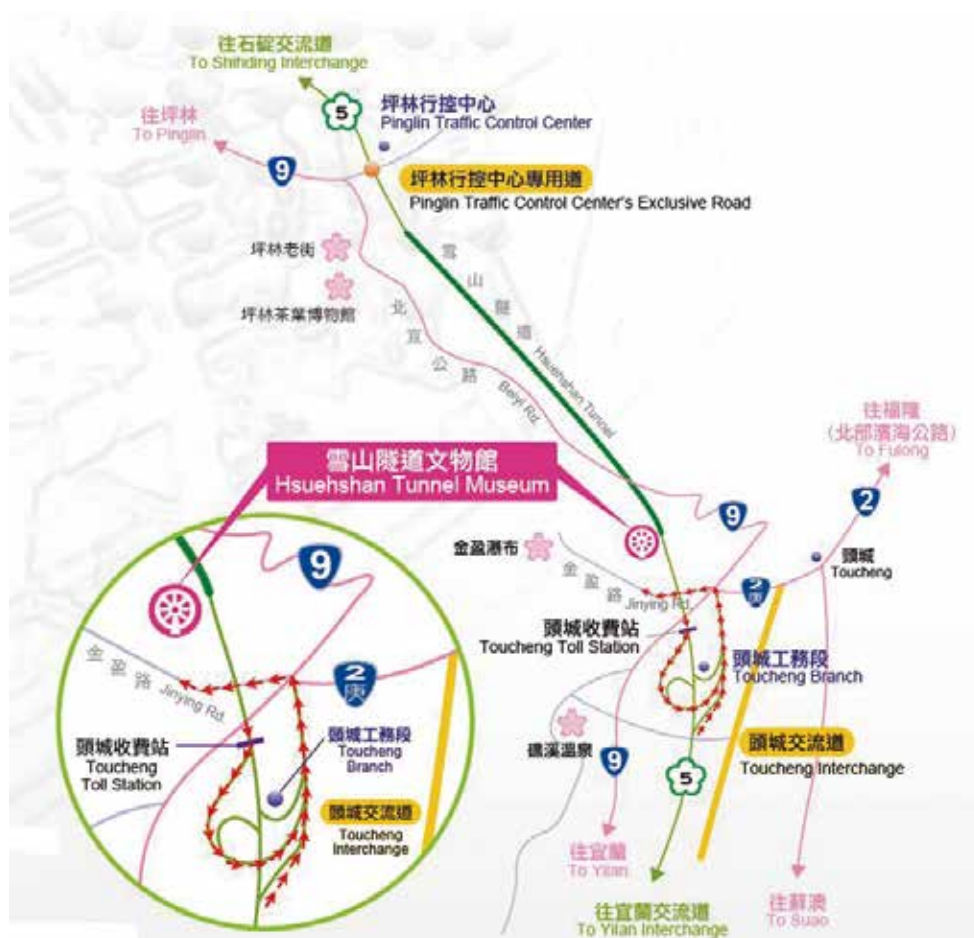 往石碇交流道
To Shihding Interchange
5
坪林行控中心
Pinglin Traffic Control Center
往坪林
To Pinglin
9
坪林行控中心專用道
Pinglin Traffic Control Center's Exclusive Road
坪林老街
坪林茶葉博物館
雪山隧道 Hsuehshan Tunnel
北宜公路 Beiyi Rd.
往福隆
(北部濱海公路)
To Fulong
雪山隧道文物館
Hsuehshan Tunnel Museum
9
2
金盈瀑布
金盈路 Jinying Rd.
頭城
Toucheng
2庚
頭城收費站
Toucheng Toll Station
頭城工務段
Toucheng Branch
礁溪溫泉
頭城交流道
Toucheng Interchange
9
5
往宜蘭
To Yilan
往宜蘭交流道
To Yilan Interchange
往蘇澳
To Suao
9
金盈路 Jinying Rd.
2庚
頭城收費站
Toucheng
Toll Station
頭城工務段
Toucheng
Branch
頭城交流道
Toucheng
Interchange